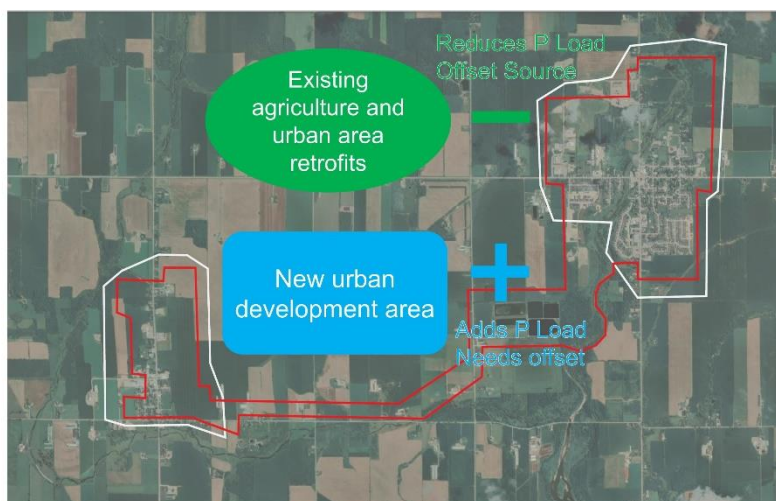 Reduces P Load
Offset Source
Existing
agriculture and
urban area
retrofits
New urban
development area
Adds P Load
Needs offset